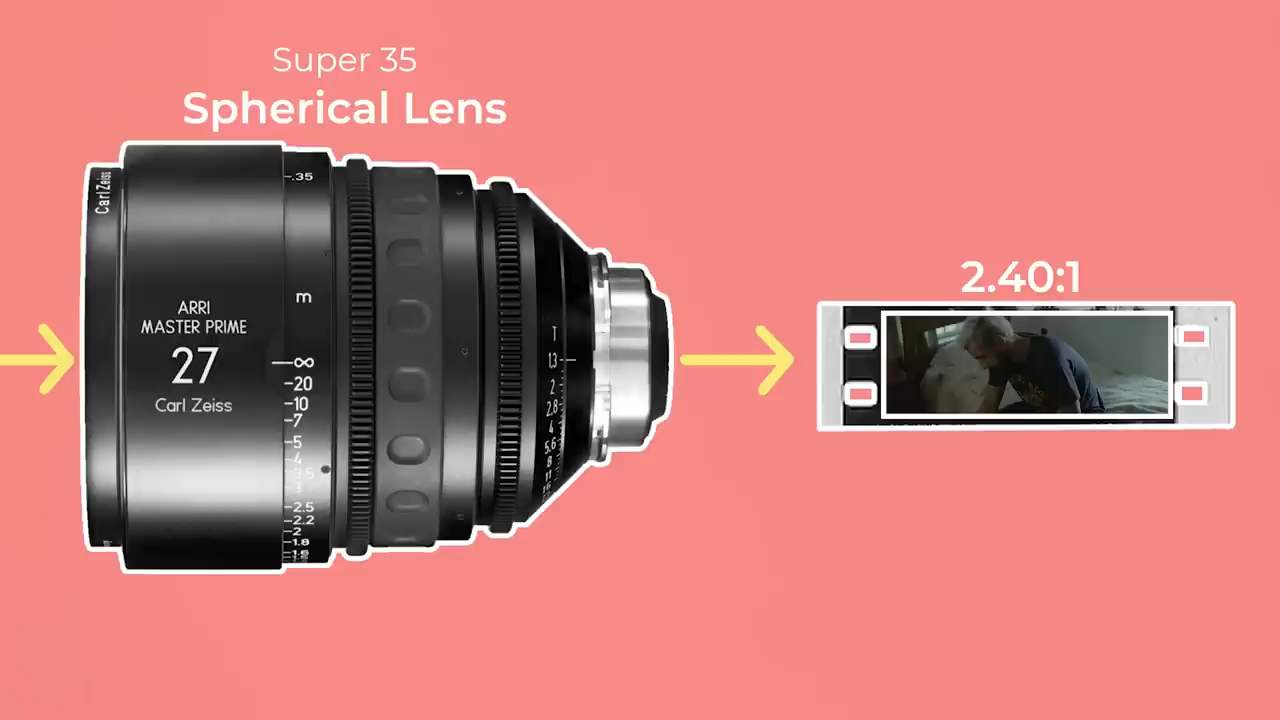 Super 35
Spherical Lens
Carl Zeiss
.35
m
ARRI
MASTER PRIME
27
Carl Zeiss
∞
20
10
7
5
4
3.5
3
2.5
2.2
2
1.8
1.6
T
1.3
2
2.8
4
5.6
8
11
2.40:1